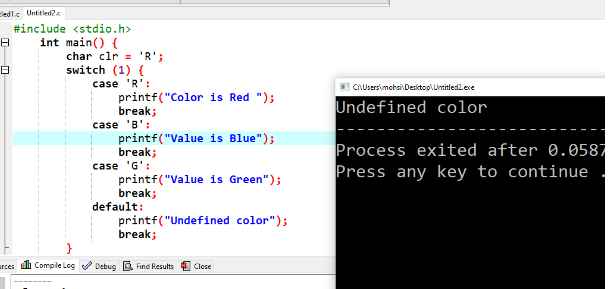 tled1.c Untitled2.c
#include <stdio.h>
int main() {
char clr = 'R';
switch (1) {
case 'R':
printf("Color is Red ");
break;
case 'B':
printf("Value is Blue");
break;
case 'G':
printf("Value is Green");
break;
default:
printf("Undefined color");
break;
}
C:\Users\mohsi\Desktop\Untitled2.exe
Undefined color
--------------------------
Process exited after 0.0587
Press any key to continue .
urces Compile Log Debug Find Results Close
--------